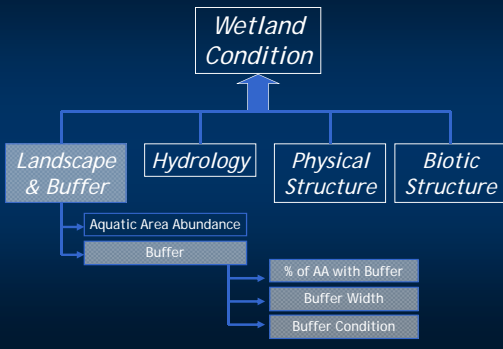 Wetland
Condition
Landscape
& Buffer
Hydrology
Physical
Structure
Biotic
Structure
Aquatic Area Abundance
Buffer
% of AA with Buffer
Buffer Width
Buffer Condition